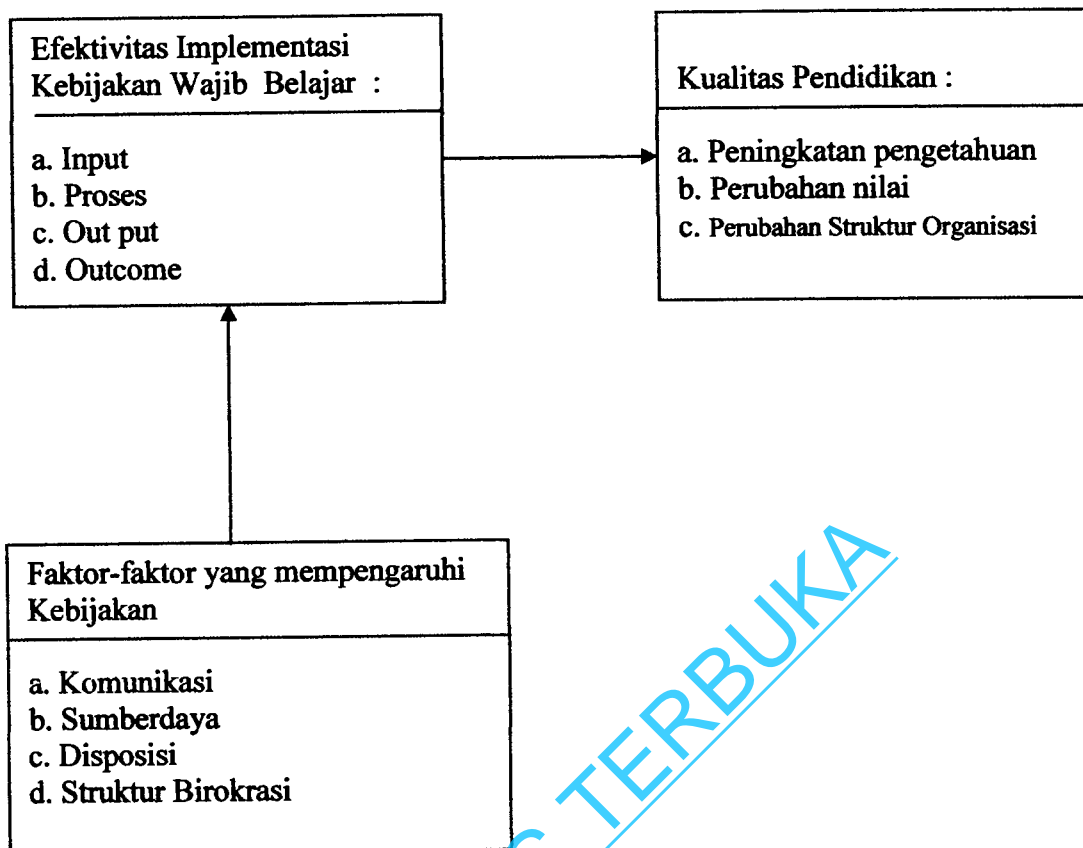 Efektivitas Implementasi
Kebijakan Wajib Belajar :
a. Input
b. Proses
c. Out put
d. Outcome
Kualitas Pendidikan :
a. Peningkatan pengetahuan
b. Perubahan nilai
c. Perubahan Struktur Organisasi
Faktor-faktor yang mempengaruhi
Kebijakan
a. Komunikasi
b. Sumberdaya
c. Disposisi
d. Struktur Birokrasi
TERBUKA